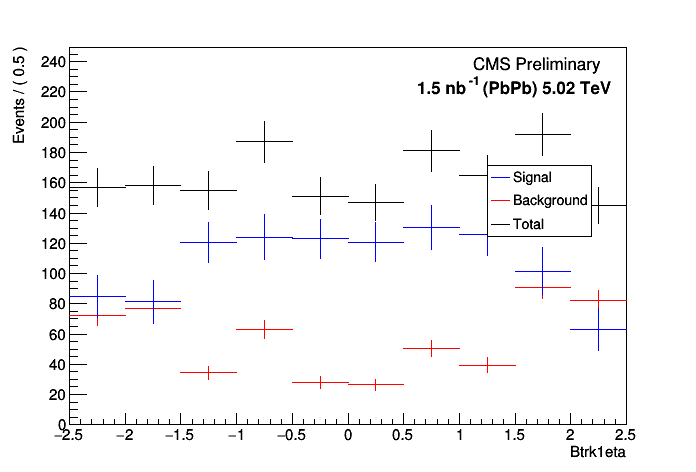 CMS Preliminary
1.5 nb⁻¹ (PbPb) 5.02 TeV
Events / ( 0.5 )
240
220
200
180
160
140
120
100
80
60
40
20
0
Signal
Background
Total
−2.5 −2 −1.5 −1 −0.5 0 0.5 1 1.5 2 2.5
Btrk1eta